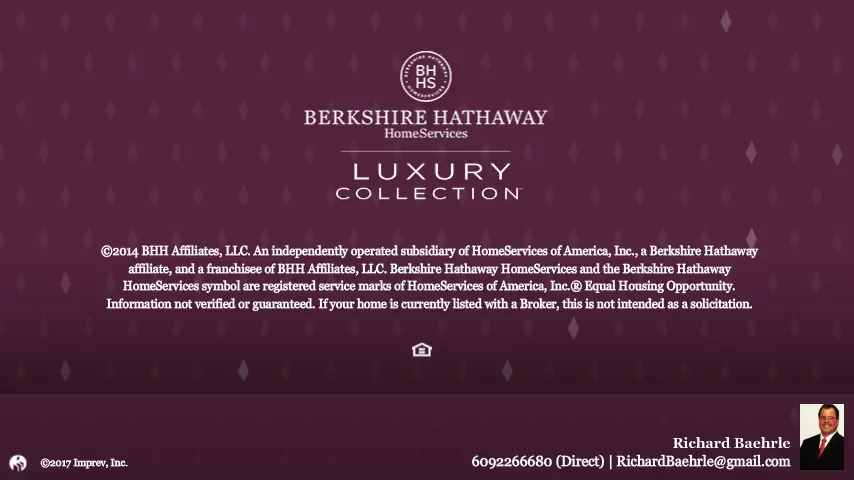 BH
HS
BERKSHIRE HATHAWAY
HomeServices
LUXURY
COLLECTION
©2014 BHH Affiliates, LLC. An independently operated subsidiary of HomeServices of America, Inc., a Berkshire Hathaway
affiliate, and a franchisee of BHH Affiliates, LLC. Berkshire Hathaway HomeServices and the Berkshire Hathaway
HomeServices symbol are registered service marks of HomeServices of America, Inc.® Equal Housing Opportunity.
Information not verified or guaranteed. If your home is currently listed with a Broker, this is not intended as a solicitation.
Richard Baehrle
6092266680 (Direct) | RichardBaehrle@gmail.com
©2017 Imprev, Inc.